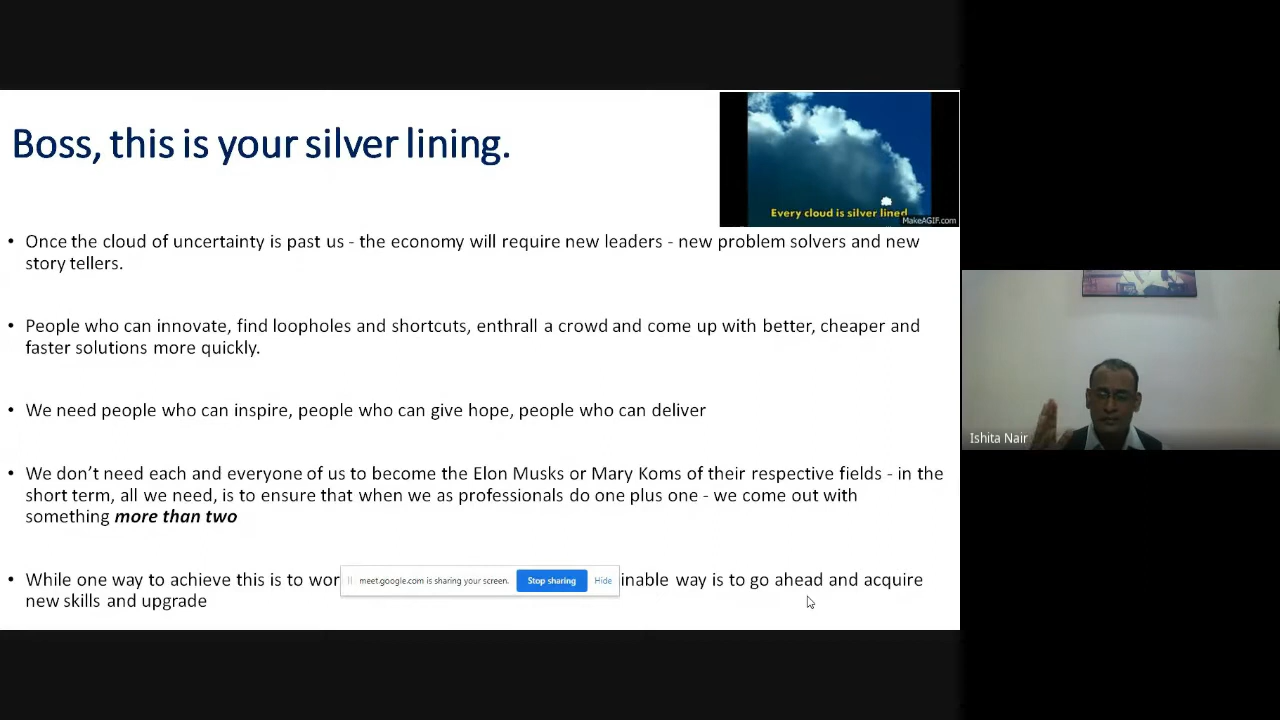 Boss, this is your silver lining.
Every cloud is silver lined
MakeAGIF.com
• Once the cloud of uncertainty is past us - the economy will require new leaders - new problem solvers and new
story tellers.
• People who can innovate, find loopholes and shortcuts, enthrall a crowd and come up with better, cheaper and
faster solutions more quickly.
• We need people who can inspire, people who can give hope, people who can deliver
• We don’t need each and everyone of us to become the Elon Musks or Mary Koms of their respective fields - in the
short term, all we need, is to ensure that when we as professionals do one plus one - we come out with
something more than two
• While one way to achieve this is to wor
meet.google.com is sharing your screen. Stop sharing Hide
inable way is to go ahead and acquire
new skills and upgrade
Ishita Nair